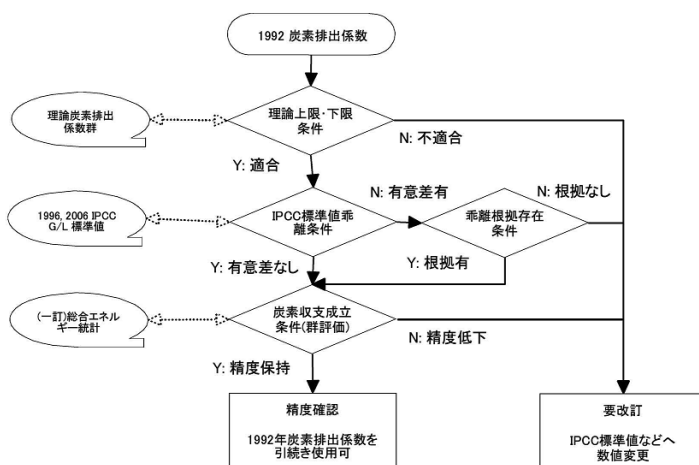 1992 炭素排出係数
理論炭素排出
係数群
理論上限・下限
条件
N: 不適合
Y: 適合
1996, 2006 IPCC
G/L 標準値
IPCC標準値乖
離条件
N: 有意差有
乖離根拠存在
条件
N: 根拠なし
Y: 有意差なし
Y: 根拠有
(一訂)総合エネル
ギー統計
炭素収支成立
条件(群評価)
N: 精度低下
Y: 精度保持
精度確認
1992年炭素排出係数を
引続き使用可
要改訂
IPCC標準値などへ
数値変更